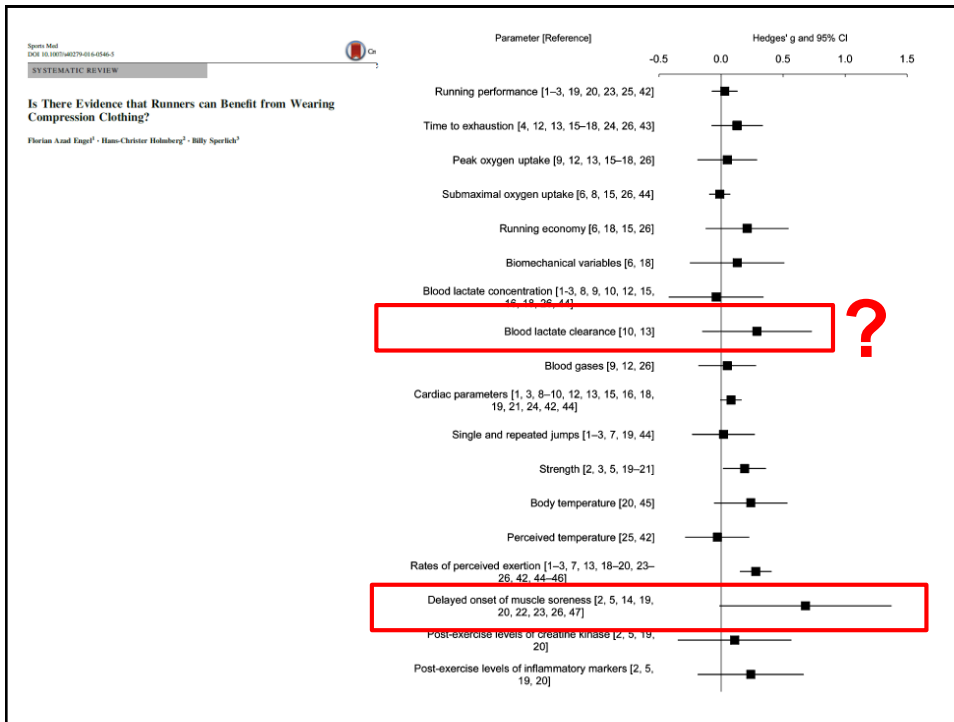 Sports Med
DOI 10.1007/s40279-016-0546-5
SYSTEMATIC REVIEW
Is There Evidence that Runners can Benefit from Wearing
Compression Clothing?
Florian Azad Engel¹ · Hans-Christer Holmberg² · Billy Sperlich³
Parameter [Reference]
Hedges' g and 95% CI
-0.5 0.0 0.5 1.0 1.5
Running performance [1–3, 19, 20, 23, 25, 42]
Time to exhaustion [4, 12, 13, 15–18, 24, 26, 43]
Peak oxygen uptake [9, 12, 13, 15–18, 26]
Submaximal oxygen uptake [6, 8, 15, 26, 44]
Running economy [6, 18, 15, 26]
Biomechanical variables [6, 18]
Blood lactate concentration [1-3, 8, 9, 10, 12, 15,
16, 18, 26, 44]
Blood lactate clearance [10, 13]
?
Blood gases [9, 12, 26]
Cardiac parameters [1, 3, 8–10, 12, 13, 15, 16, 18,
19, 21, 24, 42, 44]
Single and repeated jumps [1–3, 7, 19, 44]
Strength [2, 3, 5, 19–21]
Body temperature [20, 45]
Perceived temperature [25, 42]
Rates of perceived exertion [1–3, 7, 13, 18–20, 23–
26, 42, 44–46]
Delayed onset of muscle soreness [2, 5, 14, 19,
20, 22, 23, 26, 47]
Post-exercise levels of creatine kinase [2, 5, 19,
20]
Post-exercise levels of inflammatory markers [2, 5,
19, 20]